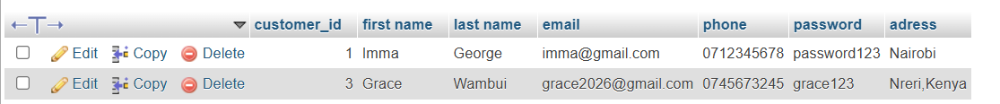 customer_id first name last name email phone password adress
Edit Copy Delete 1 Imma George imma@gmail.com 0712345678 password123 Nairobi
Edit Copy Delete 3 Grace Wambui grace2026@gmail.com 0745673245 grace123 Nreri,Kenya